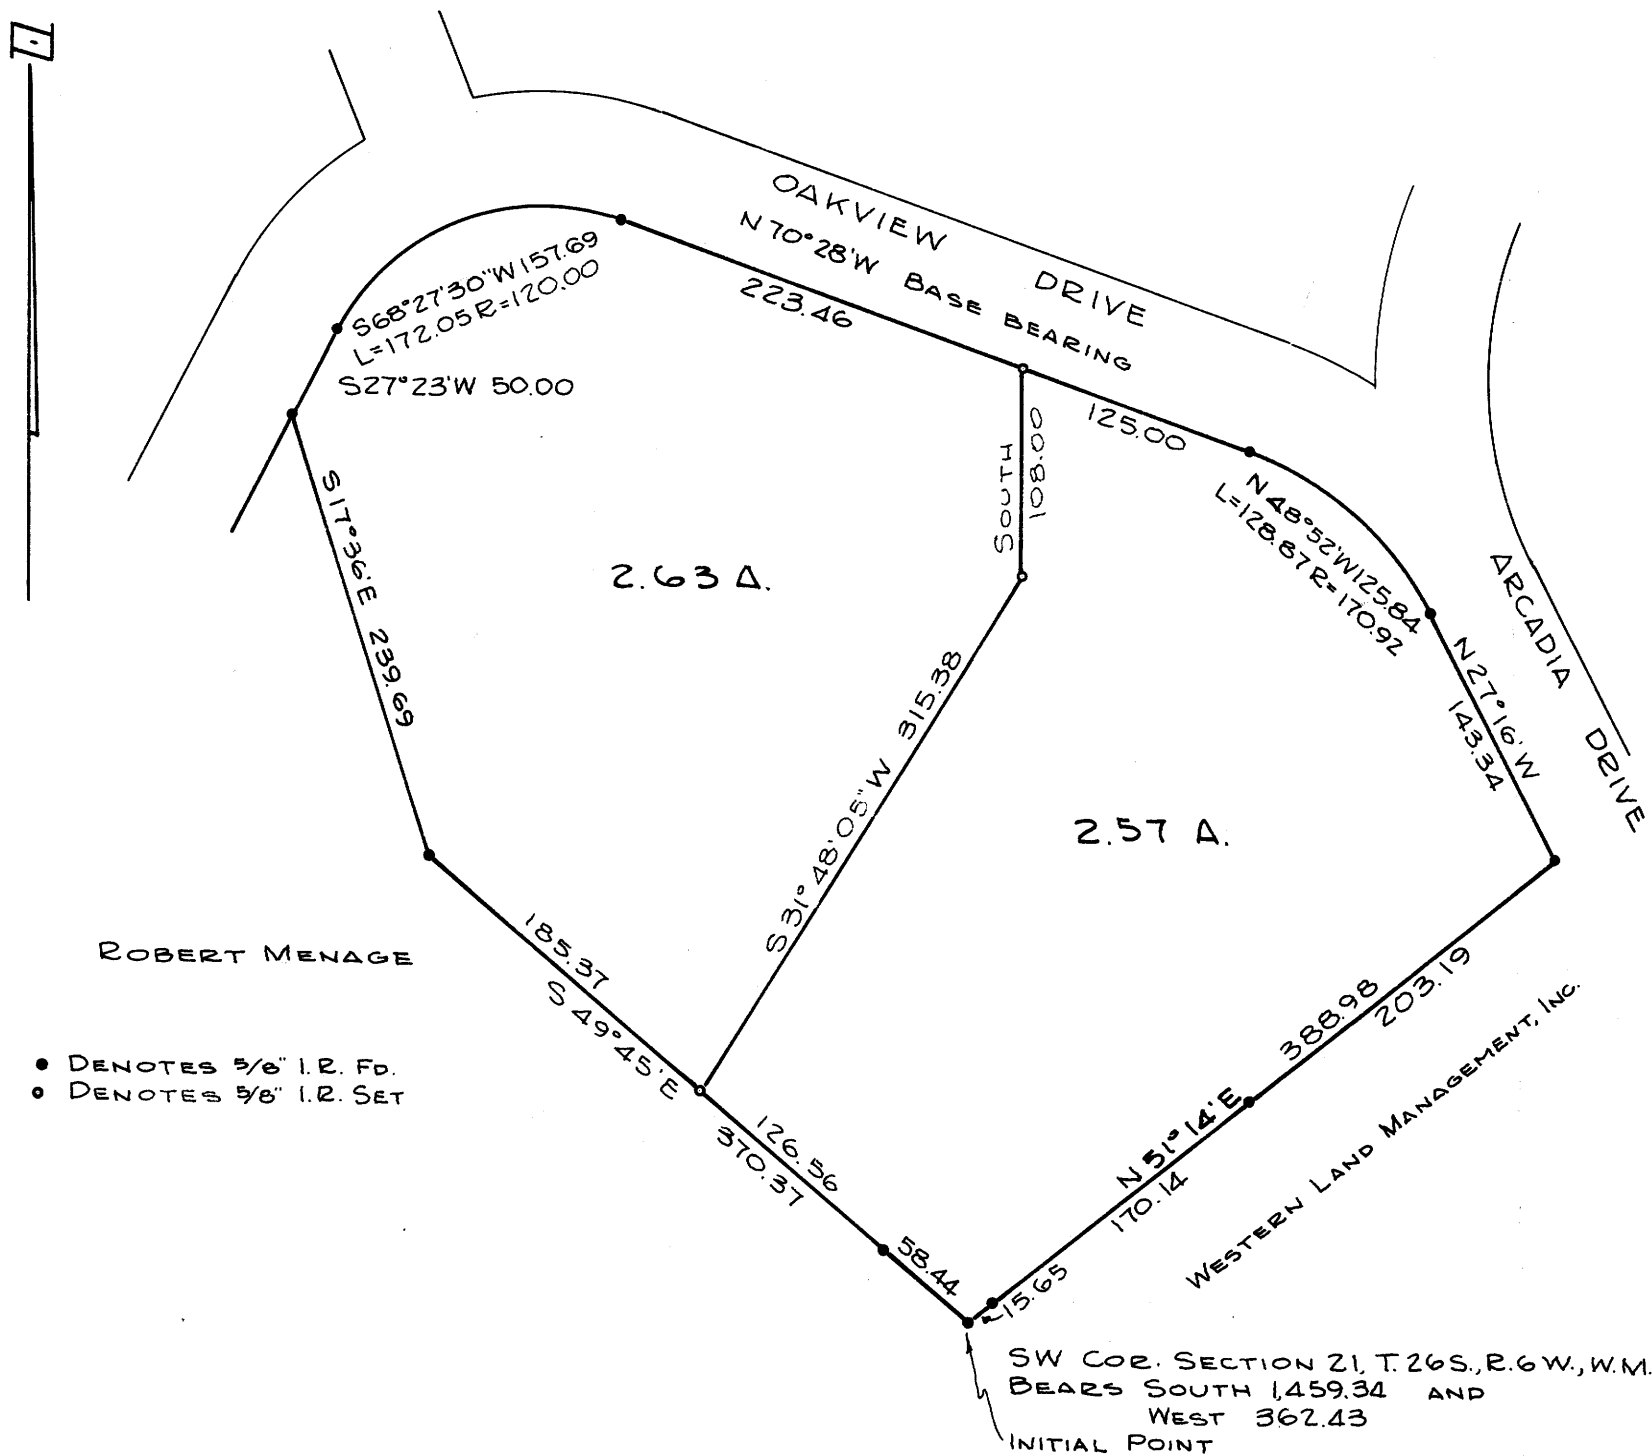 OAKVIEW DRIVE
N 70°28'W BASE BEARING
223.46
S68°27'30"W 157.69
L=172.05 R=120.00
S27°23'W 50.00
125.00
SOUTH
108.00
N 48°52'W 125.84
L=128.87 R=170.92
S17°36'E 239.69
2.63 A.
ARCADIA DRIVE
N 27°16'W
143.34
S 31°48'05"W 315.38
2.57 A.
185.37
S 49°45'E
ROBERT MENAGE
388.98
203.19
● DENOTES 5/8" I.R. FD.
○ DENOTES 5/8" I.R. SET
N 51°14'E
170.14
WESTERN LAND MANAGEMENT, INC.
126.56
370.37
58.44
15.65
SW COR. SECTION 21, T.26S., R.6W., W.M.
BEARS SOUTH 1,459.34 AND
WEST 362.43
INITIAL POINT